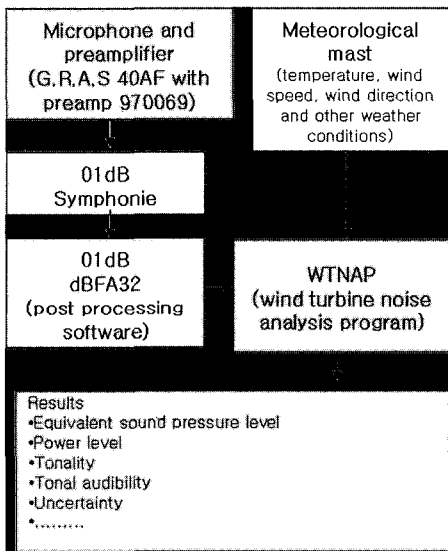 Microphone and
preamplifier
(G,R,A,S 40AF with
preamp 970069)
Meteorological
mast
(temperature, wind
speed, wind direction
and other weather
conditions)
01dB
Symphonie
01dB
dBFA32
(post processing
software)
WTNAP
(wind turbine noise
analysis program)
Results
•Equivalent sound pressure level
•Power level
•Tonality
•Tonal audibility
•Uncertainty
•.........